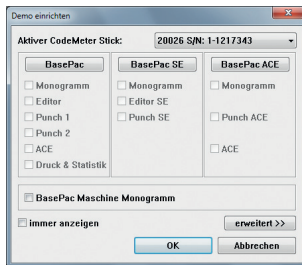 Demo einrichten
Aktiver CodeMeter Stick: 20026 S/N: 1-1217343
BasePac BasePac SE BasePac ACE
Monogramm Monogramm Monogramm
Editor Editor SE
Punch 1 Punch SE Punch ACE
Punch 2
ACE ACE
Druck & Statistik
BasePac Maschine Monogramm
immer anzeigen erweitert >>
OK Abbrechen